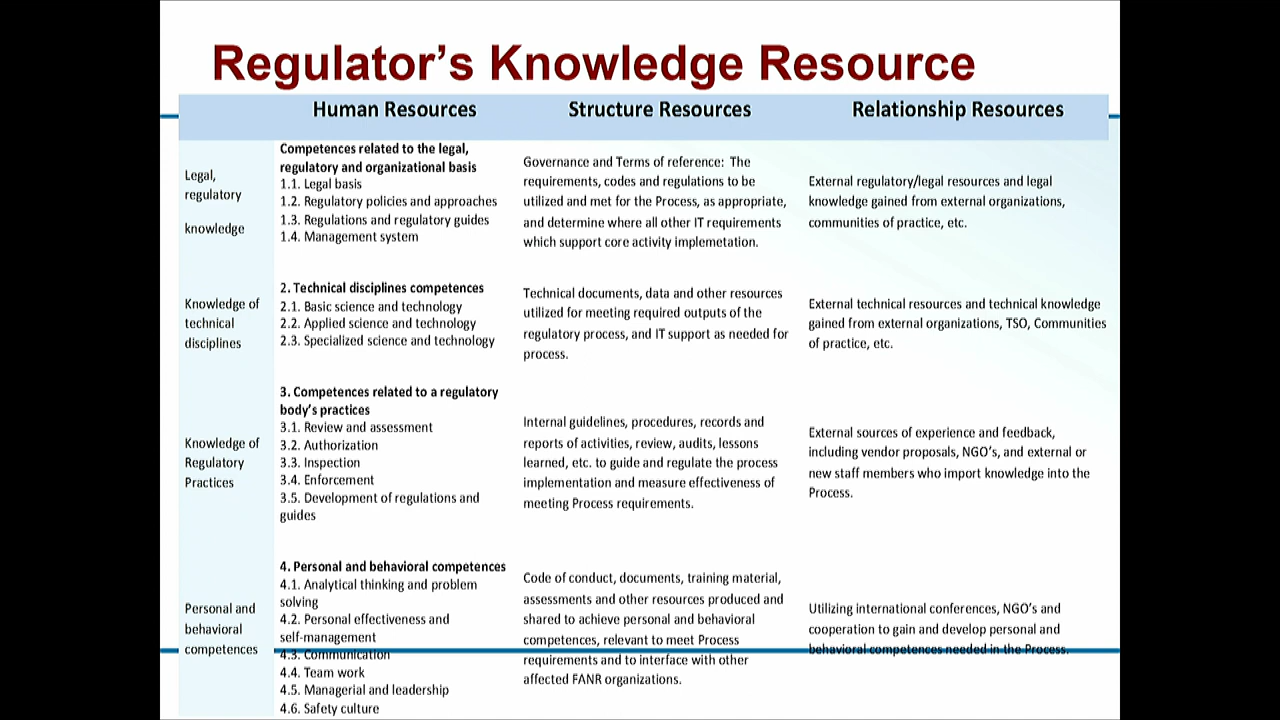 Regulator’s Knowledge Resource
Human Resources
Structure Resources
Relationship Resources
Legal,
regulatory
knowledge
Competences related to the legal,
regulatory and organizational basis
1.1. Legal basis
1.2. Regulatory policies and approaches
1.3. Regulations and regulatory guides
1.4. Management system
Governance and Terms of reference: The
requirements, codes and regulations to be
utilized and met for the Process, as appropriate,
and determine where all other IT requirements
which support core activity implemetation.
External regulatory/legal resources and legal
knowledge gained from external organizations,
communities of practice, etc.
Knowledge of
technical
disciplines
2. Technical disciplines competences
2.1. Basic science and technology
2.2. Applied science and technology
2.3. Specialized science and technology
Technical documents, data and other resources
utilized for meeting required outputs of the
regulatory process, and IT support as needed for
process.
External technical resources and technical knowledge
gained from external organizations, TSO, Communities
of practice, etc.
Knowledge of
Regulatory
Practices
3. Competences related to a regulatory
body’s practices
3.1. Review and assessment
3.2. Authorization
3.3. Inspection
3.4. Enforcement
3.5. Development of regulations and
guides
Internal guidelines, procedures, records and
reports of activities, review, audits, lessons
learned, etc. to guide and regulate the process
implementation and measure effectiveness of
meeting Process requirements.
External sources of experience and feedback,
including vendor proposals, NGO’s, and external or
new staff members who import knowledge into the
Process.
Personal and
behavioral
competences
4. Personal and behavioral competences
4.1. Analytical thinking and problem
solving
4.2. Personal effectiveness and
self-management
4.3. Communication
4.4. Team work
4.5. Managerial and leadership
4.6. Safety culture
Code of conduct, documents, training material,
assessments and other resources produced and
shared to achieve personal and behavioral
competences, relevant to meet Process
requirements and to interface with other
affected FANR organizations.
Utilizing international conferences, NGO’s and
cooperation to gain and develop personal and
behavioral competences needed in the Process.